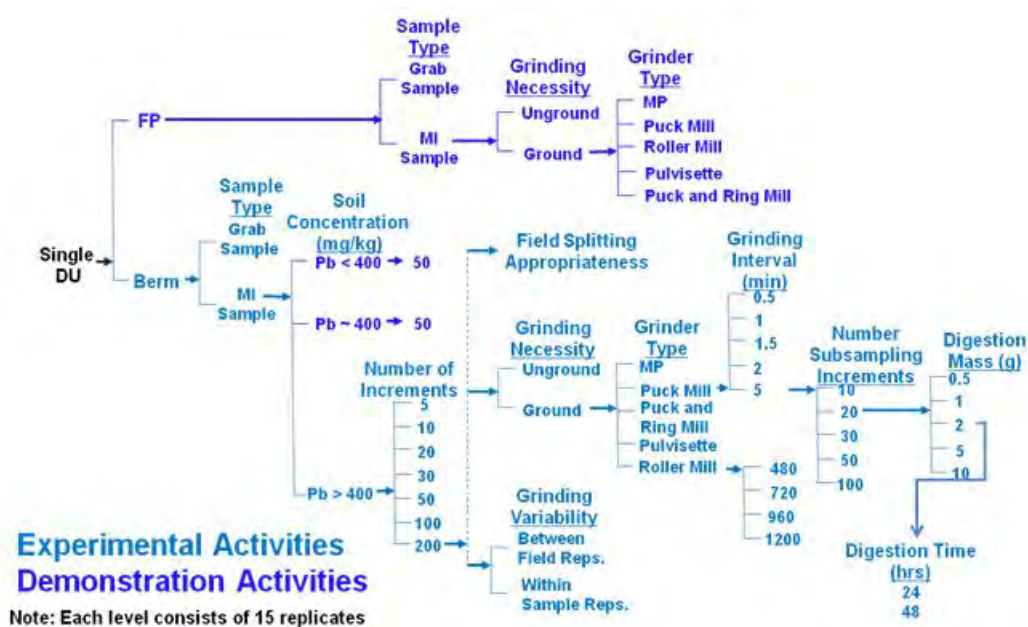 Sample
Type
Grab
Sample
MI
Sample
Grinding
Necessity
Unground
Ground
Grinder
Type
MP
Puck Mill
Roller Mill
Pulvisette
Puck and Ring Mill
FP
Single
DU
Berm
Sample
Type
Grab
Sample
MI
Sample
Soil
Concentration
(mg/kg)
Pb < 400
50
Pb ~ 400
50
Pb > 400
Number of
Increments
5
10
20
30
50
100
200
Field Splitting
Appropriateness
Grinding
Necessity
Unground
Ground
Grinder
Type
MP
Puck Mill
Puck and
Ring Mill
Pulvisette
Roller Mill
Grinding
Interval
(min)
0.5
1
1.5
2
5
480
720
960
1200
Number
Subsampling
Increments
10
20
30
50
100
Digestion
Mass (g)
0.5
1
2
5
10
Digestion Time
(hrs)
24
48
Grinding
Variability
Between
Field Reps.
Within
Sample Reps.
Experimental Activities
Demonstration Activities
Note: Each level consists of 15 replicates